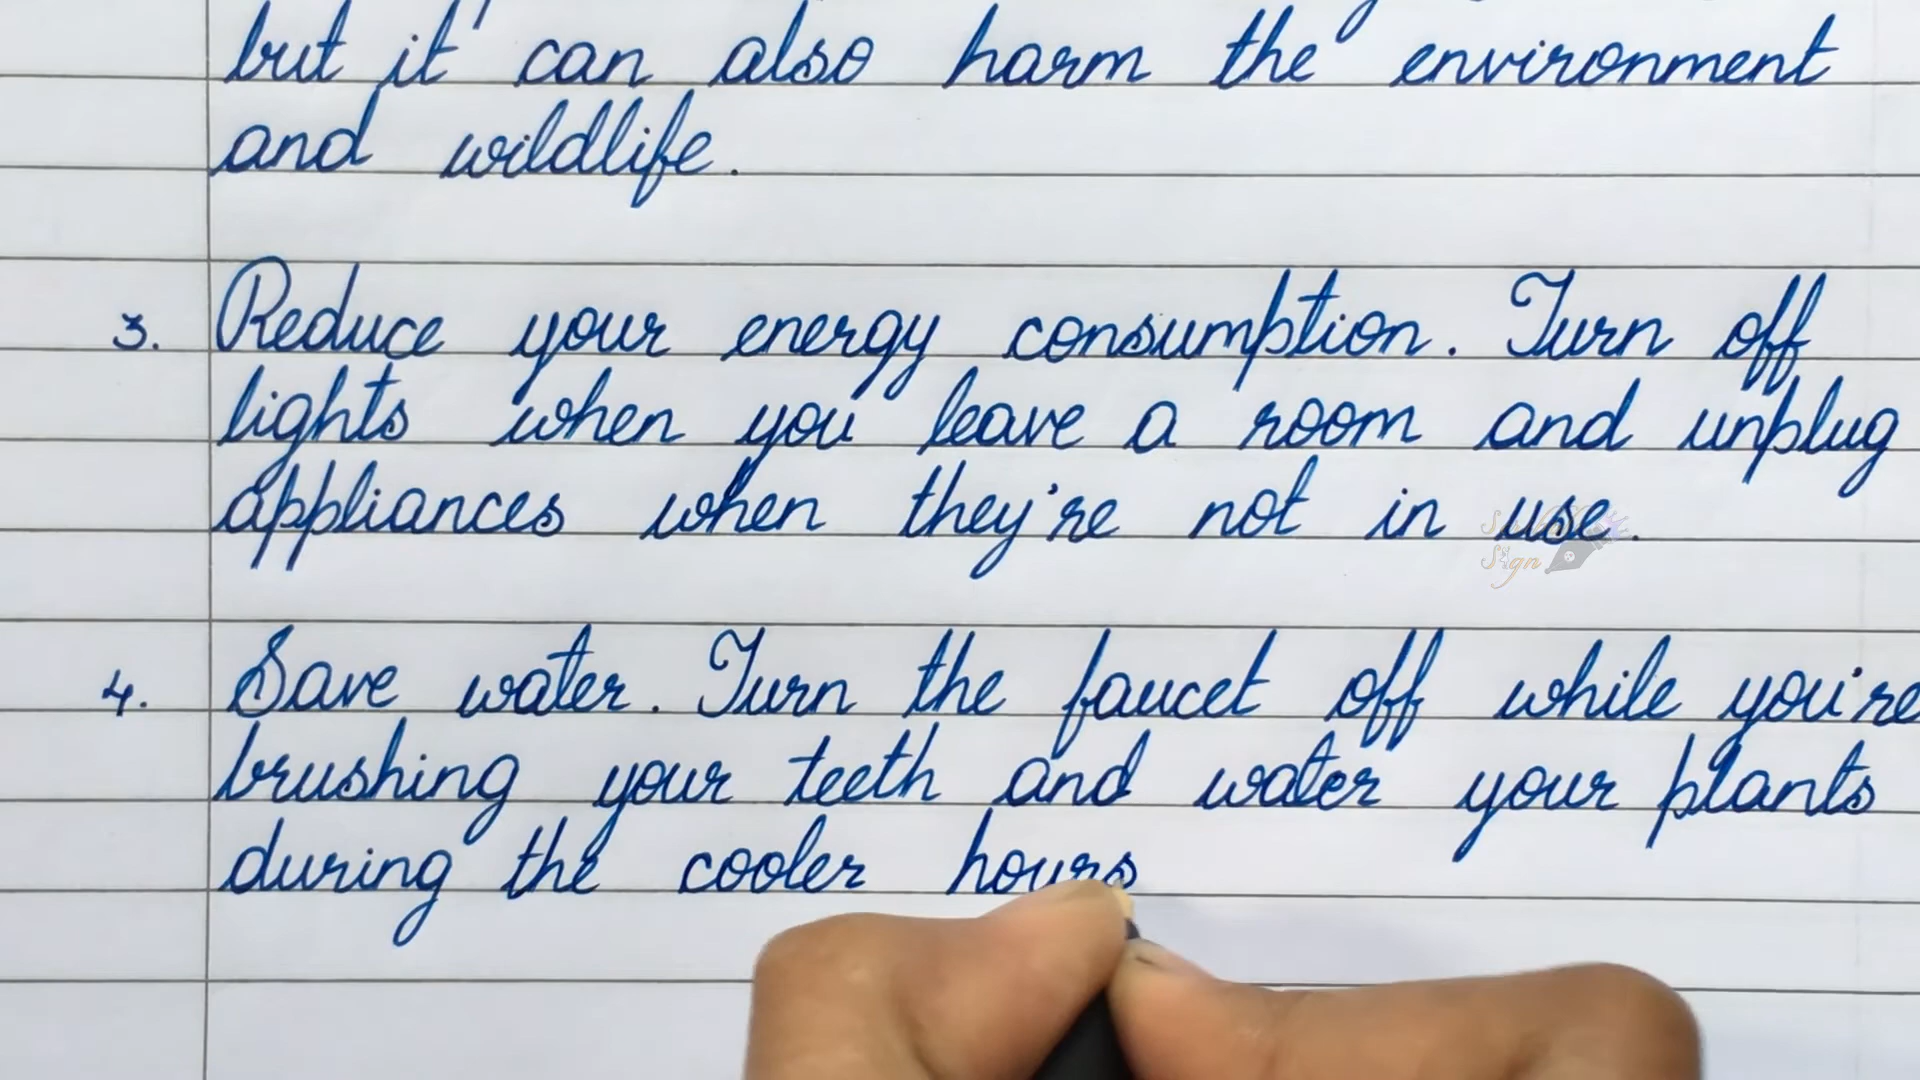 but it can also harm the environment
and wildlife.
3. Reduce your energy consumption. Turn off
lights when you leave a room and unplug
appliances when they're not in use.
Sign
4. Save water. Turn the faucet off while you're
brushing your teeth and water your plants
during the cooler hours